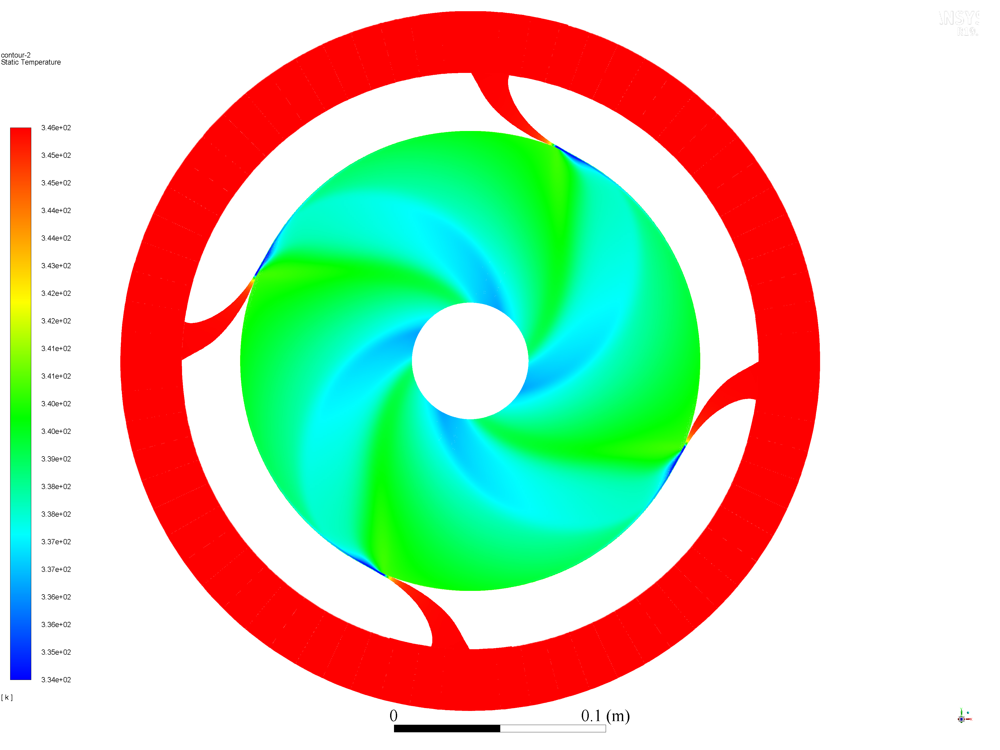 R19.
contour-2
Static Temperature
3.46e+02
3.45e+02
3.45e+02
3.44e+02
3.44e+02
3.43e+02
3.42e+02
3.42e+02
3.41e+02
3.41e+02
3.40e+02
3.40e+02
3.39e+02
3.38e+02
3.38e+02
3.37e+02
3.37e+02
3.36e+02
3.36e+02
3.35e+02
3.34e+02
[ k ]
0 0.1 (m)